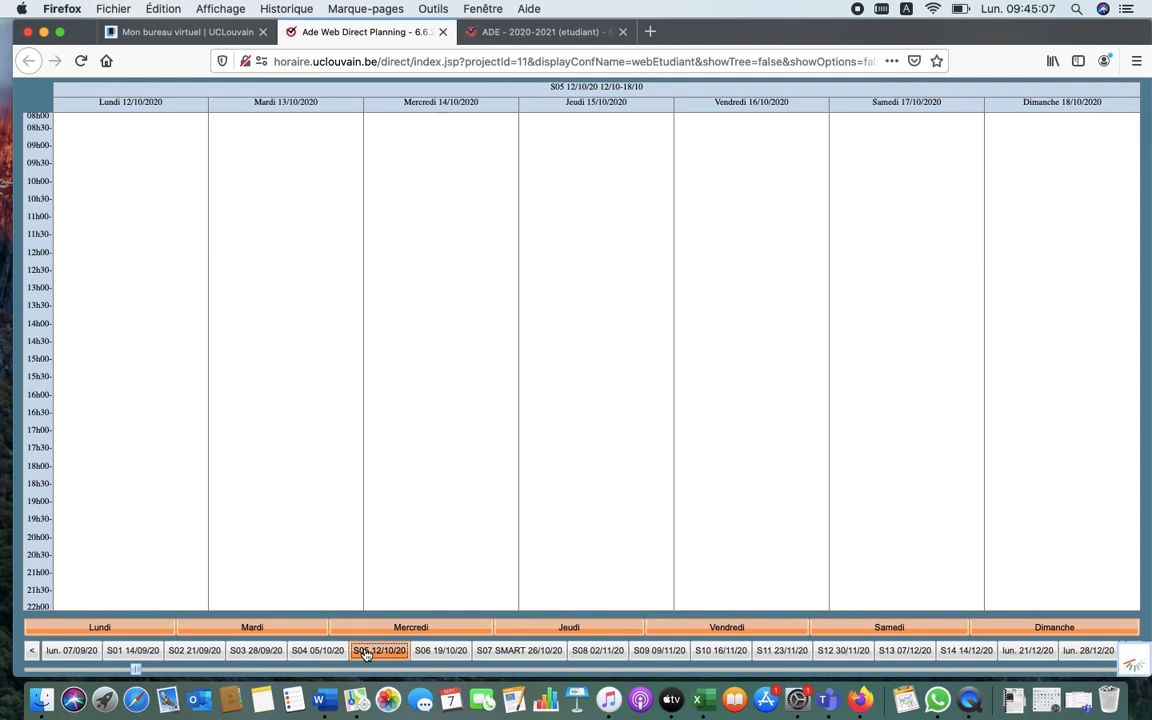 Firefox Fichier Édition Affichage Historique Marque-pages Outils Fenêtre Aide A Lun. 09:45:07
Mon bureau virtuel | UCLouvain Ade Web Direct Planning - 6.6. ADE - 2020-2021 (etudiant) -
horaire.uclouvain.be/direct/index.jsp?projectId=11&displayConfName=webEtudiant&showTree=false&showOptions=fal
S05 12/10/20 12/10-18/10
Lundi 12/10/2020 Mardi 13/10/2020 Mercredi 14/10/2020 Jeudi 15/10/2020 Vendredi 16/10/2020 Samedi 17/10/2020 Dimanche 18/10/2020
08h00
08h30-
09h00-
09h30-
10h00-
10h30-
11h00-
11h30-
12h00-
12h30-
13h00-
13h30-
14h00-
14h30-
15h00-
15h30-
16h00-
16h30-
17h00-
17h30-
18h00-
18h30-
19h00-
19h30-
20h00-
20h30-
21h00-
21h30-
22h00
Lundi Mardi Mercredi Jeudi Vendredi Samedi Dimanche
< lun. 07/09/20 S01 14/09/20 S02 21/09/20 S03 28/09/20 S04 05/10/20 S05 12/10/20 S06 19/10/20 S07 SMART 26/10/20 S08 02/11/20 S09 09/11/20 S10 16/11/20 S11 23/11/20 S12 30/11/20 S13 07/12/20 S14 14/12/20 lun. 21/12/20 lun. 28/12/20